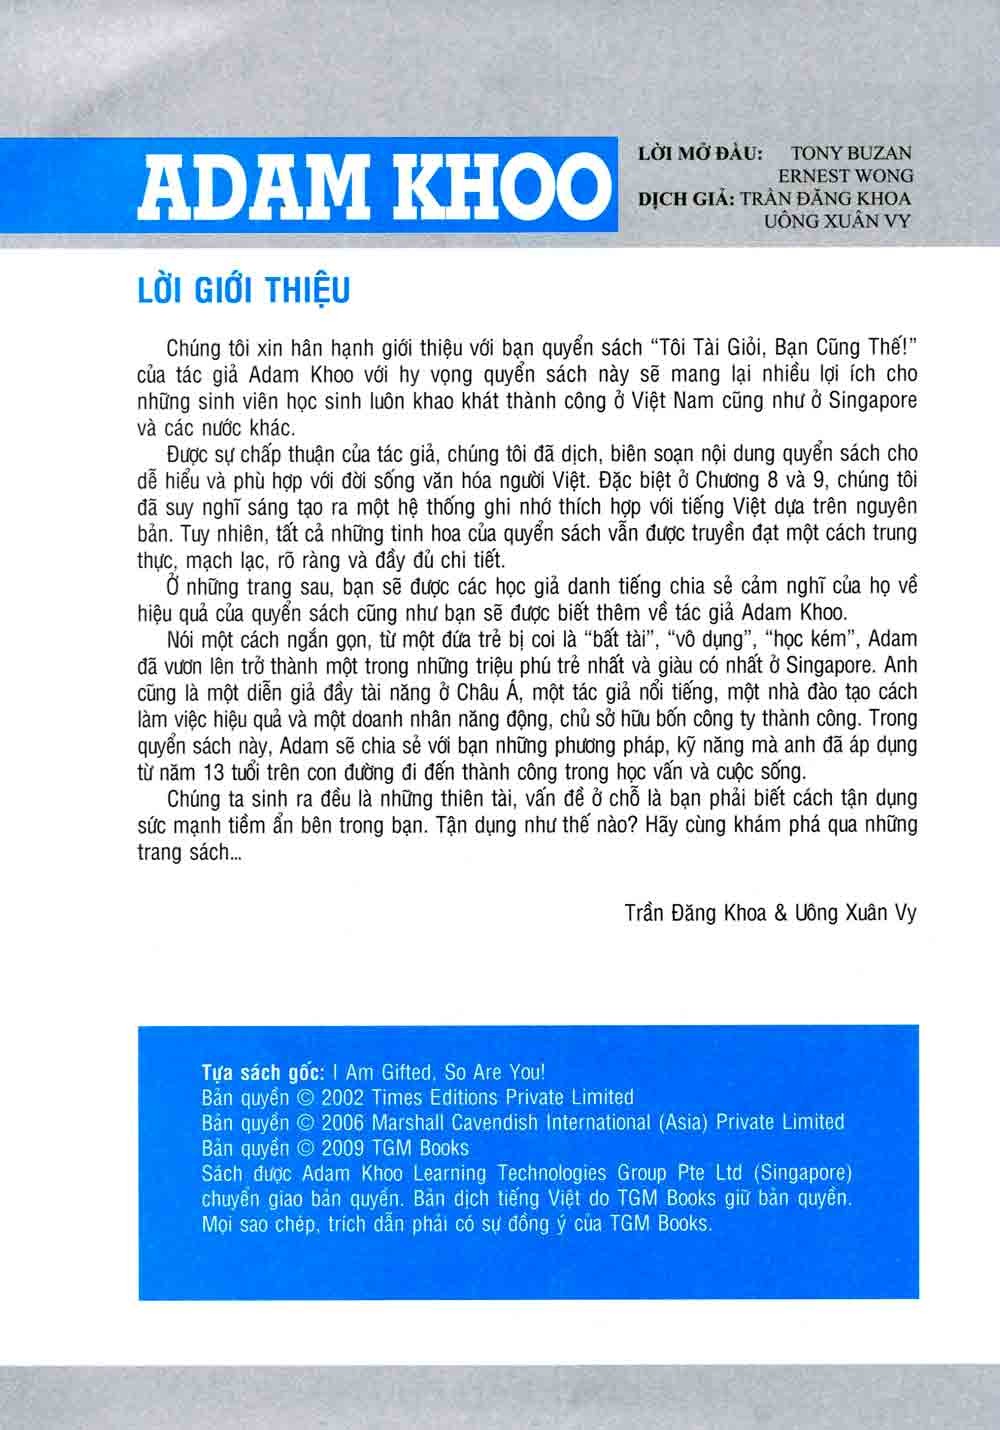 ADAM KHOO
LỜI MỞ ĐẦU: TONY BUZAN
ERNEST WONG
DỊCH GIẢ: TRẦN ĐĂNG KHOA
UÔNG XUÂN VY
LỜI GIỚI THIỆU
Chúng tôi xin hân hạnh giới thiệu với bạn quyển sách “Tôi Tài Giỏi, Bạn Cũng Thế!”
của tác giả Adam Khoo với hy vọng quyển sách này sẽ mang lại nhiều lợi ích cho
những sinh viên học sinh luôn khao khát thành công ở Việt Nam cũng như ở Singapore
và các nước khác.
Được sự chấp thuận của tác giả, chúng tôi đã dịch, biên soạn nội dung quyển sách cho
dễ hiểu và phù hợp với đời sống văn hóa người Việt. Đặc biệt ở Chương 8 và 9, chúng tôi
đã suy nghĩ sáng tạo ra một hệ thống ghi nhớ thích hợp với tiếng Việt dựa trên nguyên
bản. Tuy nhiên, tất cả những tinh hoa của quyển sách vẫn được truyền đạt một cách trung
thực, mạch lạc, rõ ràng và đầy đủ chi tiết.
Ở những trang sau, bạn sẽ được các học giả danh tiếng chia sẻ cảm nghĩ của họ về
hiệu quả của quyển sách cũng như bạn sẽ được biết thêm về tác giả Adam Khoo.
Nói một cách ngắn gọn, từ một đứa trẻ bị coi là “bất tài”, “vô dụng”, “học kém”, Adam
đã vươn lên trở thành một trong những triệu phú trẻ nhất và giàu có nhất ở Singapore. Anh
cũng là một diễn giả đầy tài năng ở Châu Á, một tác giả nổi tiếng, một nhà đào tạo cách
làm việc hiệu quả và một doanh nhân năng động, chủ sở hữu bốn công ty thành công. Trong
quyển sách này, Adam sẽ chia sẻ với bạn những phương pháp, kỹ năng mà anh đã áp dụng
từ năm 13 tuổi trên con đường đi đến thành công trong học vấn và cuộc sống.
Chúng ta sinh ra đều là những thiên tài, vấn đề ở chỗ là bạn phải biết cách tận dụng
sức mạnh tiềm ẩn bên trong bạn. Tận dụng như thế nào? Hãy cùng khám phá qua những
trang sách...
Trần Đăng Khoa & Uông Xuân Vy
Tựa sách gốc: I Am Gifted, So Are You!
Bản quyền © 2002 Times Editions Private Limited
Bản quyền © 2006 Marshall Cavendish International (Asia) Private Limited
Bản quyền © 2009 TGM Books
Sách được Adam Khoo Learning Technologies Group Pte Ltd (Singapore)
chuyển giao bản quyền. Bản dịch tiếng Việt do TGM Books giữ bản quyền.
Mọi sao chép, trích dẫn phải có sự đồng ý của TGM Books.